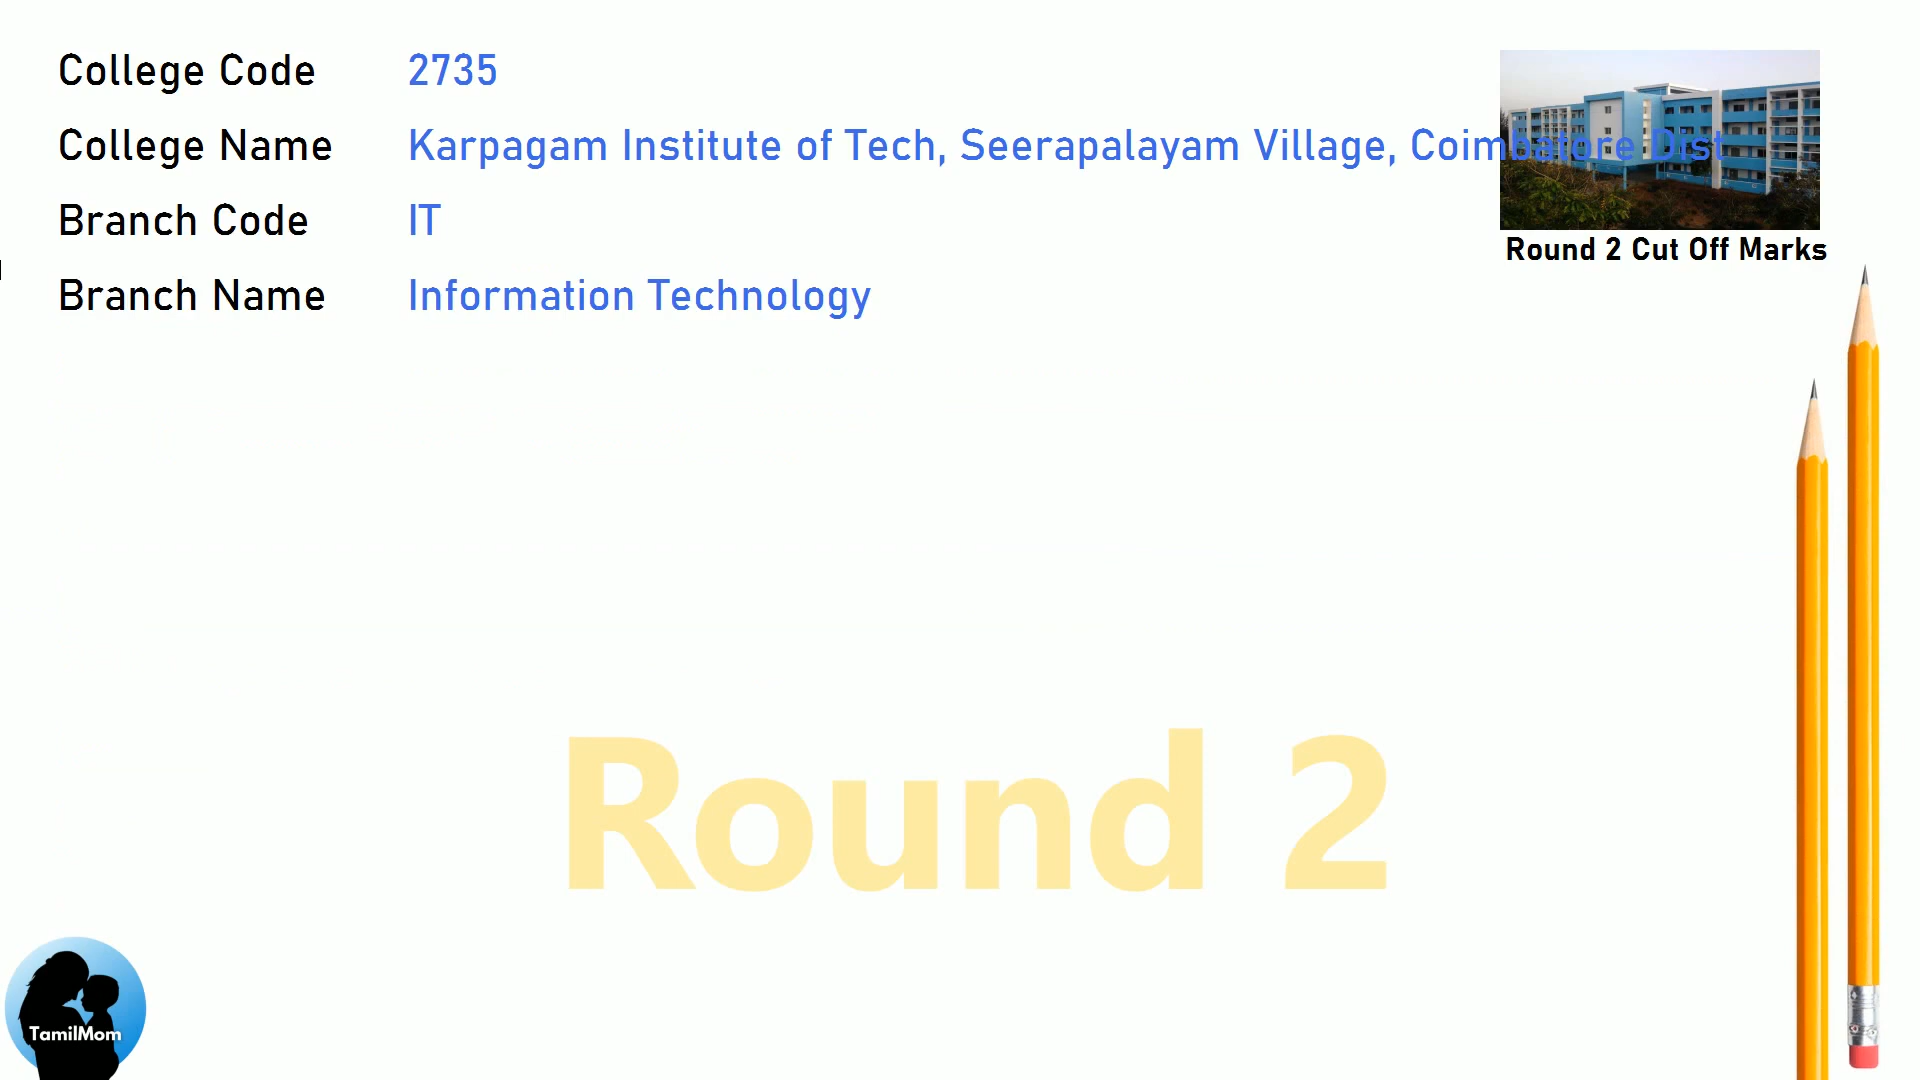 College Code 2735
College Name Karpagam Institute of Tech, Seerapalayam Village, Coimbatore Dist
Branch Code IT
Round 2 Cut Off Marks
Branch Name Information Technology
Round 2
TamilMom